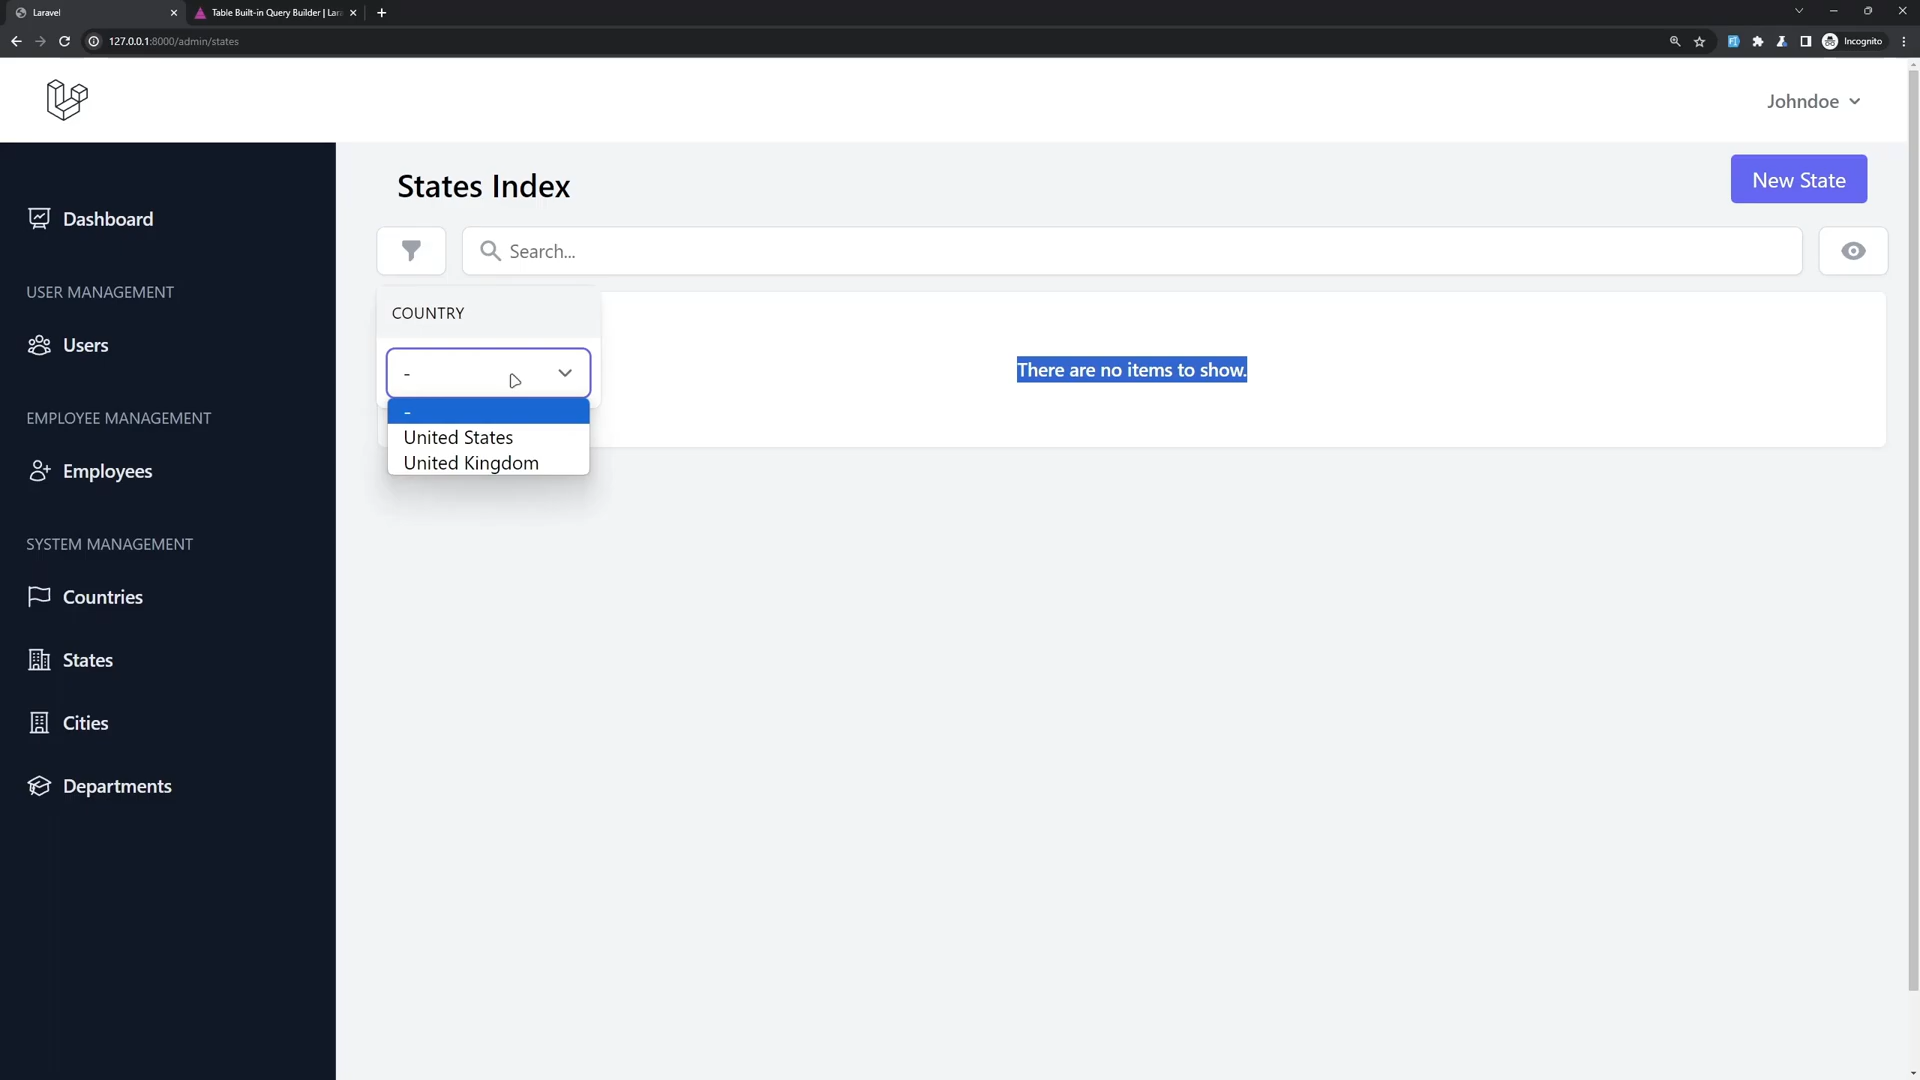 Laravel
Table Built-in Query Builder | Lar
127.0.0.1:8000/admin/states
Incognito
Johndoe
States Index
New State
Dashboard
Search...
USER MANAGEMENT
COUNTRY
Users
-
There are no items to show.
-
EMPLOYEE MANAGEMENT
United States
United Kingdom
Employees
SYSTEM MANAGEMENT
Countries
States
Cities
Departments